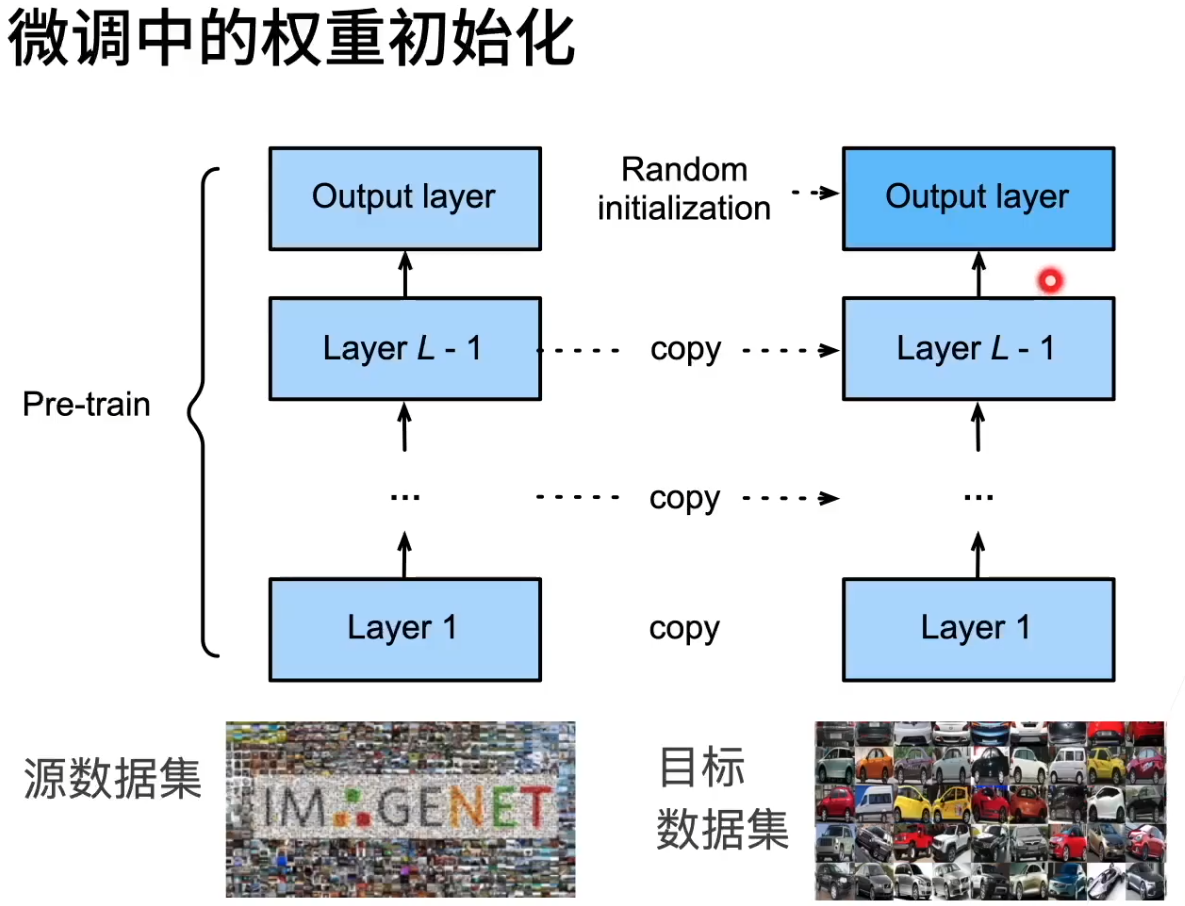 微调中的权重初始化
Output layer
Random
initialization
Output layer
Layer L - 1
copy
Layer L - 1
Pre-train
...
copy
...
Layer 1
copy
Layer 1
源数据集
IMAGENET
目标
数据集